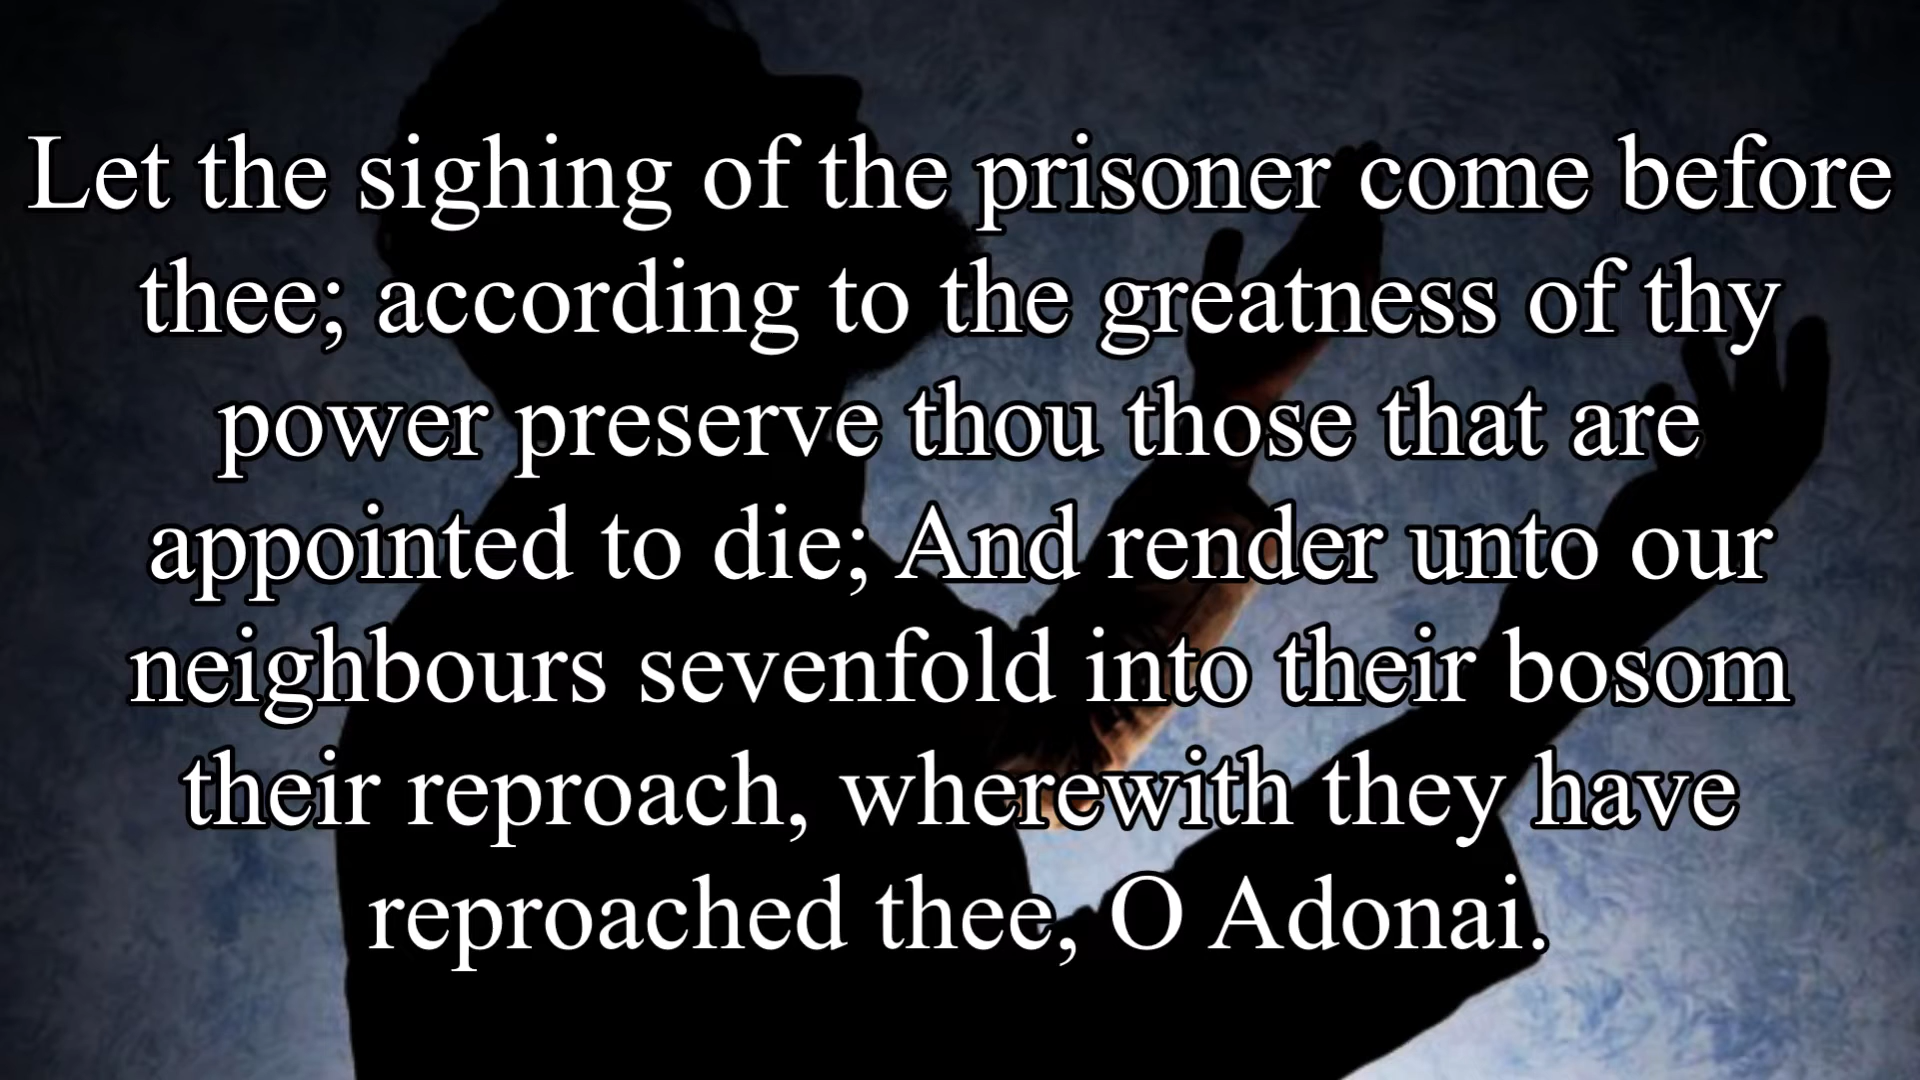 Let the sighing of the prisoner come before
thee; according to the greatness of thy
power preserve thou those that are
appointed to die; And render unto our
neighbours sevenfold into their bosom
their reproach, wherewith they have
reproached thee, O Adonai.